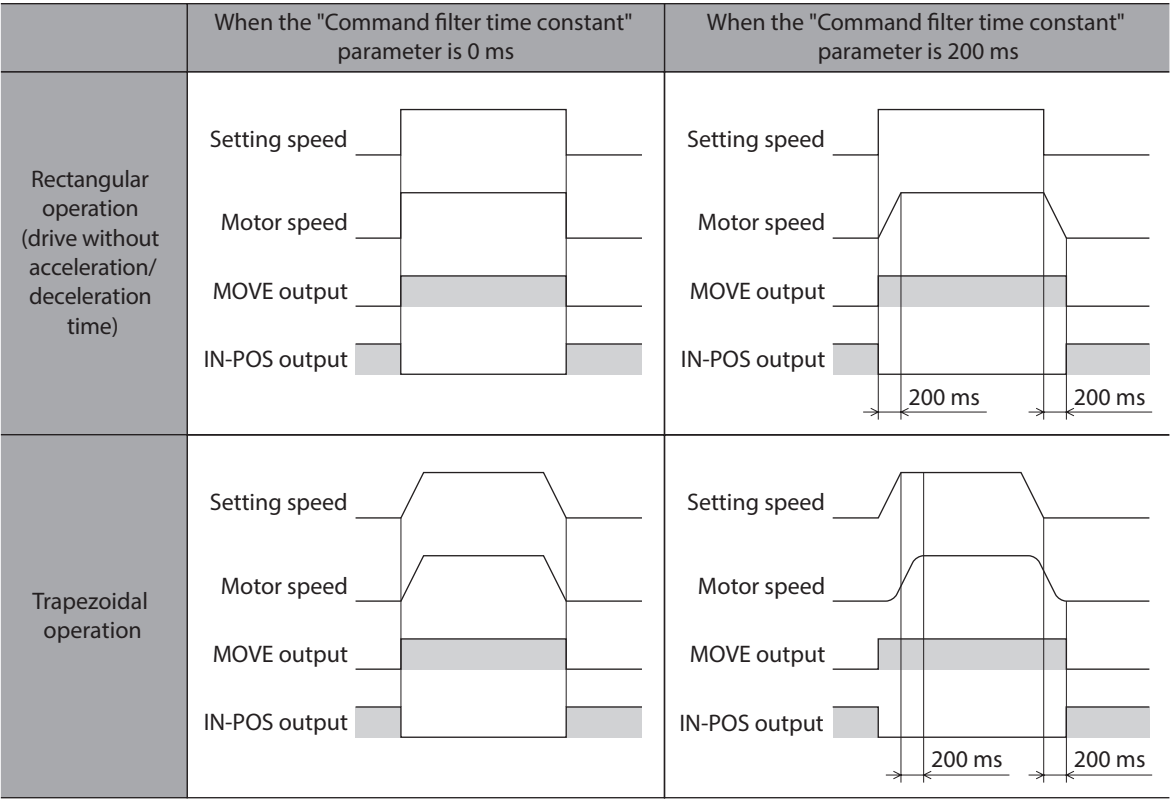 When the "Command filter time constant"
parameter is 0 ms
When the "Command filter time constant"
parameter is 200 ms
Rectangular
operation
(drive without
acceleration/
deceleration
time)
Setting speed
Motor speed
MOVE output
IN-POS output
Setting speed
Motor speed
MOVE output
IN-POS output
200 ms
200 ms
Trapezoidal
operation
Setting speed
Motor speed
MOVE output
IN-POS output
Setting speed
Motor speed
MOVE output
IN-POS output
200 ms
200 ms